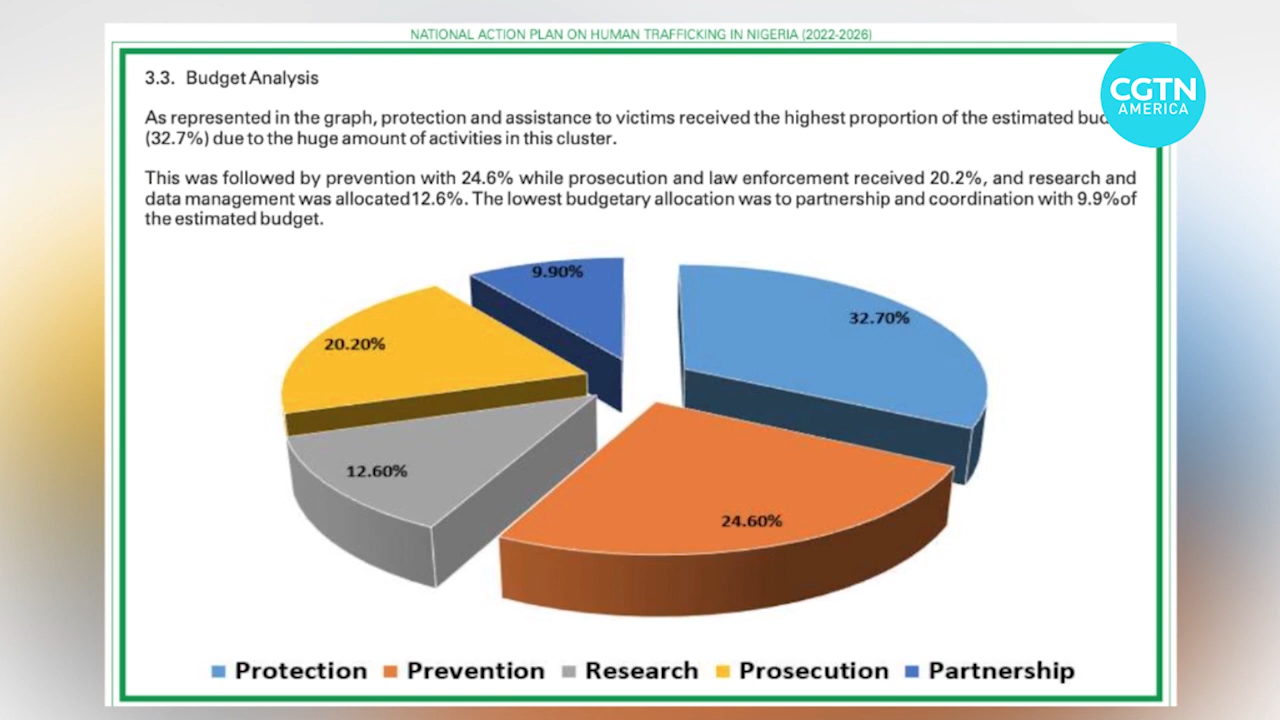 NATIONAL ACTION PLAN ON HUMAN TRAFFICKING IN NIGERIA (2022-2026)
CGTN
AMERICA
3.3. Budget Analysis
As represented in the graph, protection and assistance to victims received the highest proportion of the estimated
(32.7%) due to the huge amount of activities in this cluster.
This was followed by prevention with 24.6% while prosecution and law enforcement received 20.2%, and research and
data management was allocated12.6%. The lowest budgetary allocation was to partnership and coordination with 9.9%of
the estimated budget.
9.90%
32.70%
20.20%
12.60%
24.60%
Protection Prevention Research Prosecution Partnership